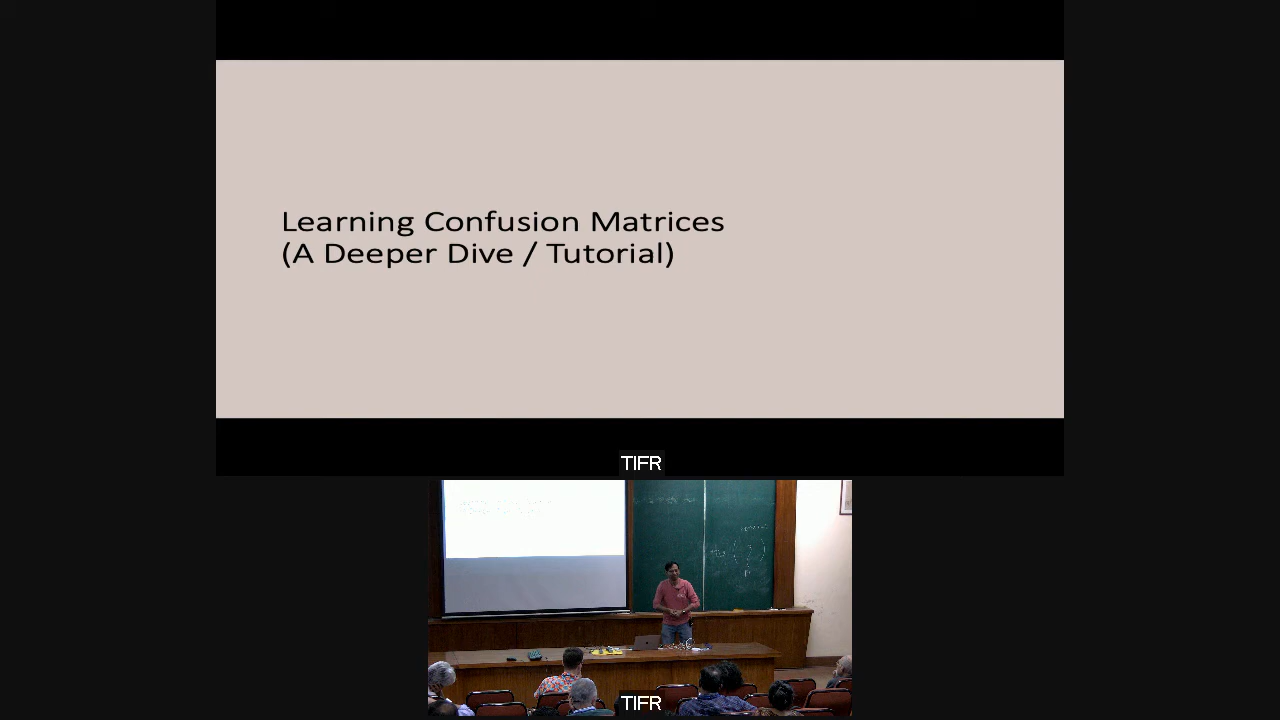 Learning Confusion Matrices
(A Deeper Dive / Tutorial)
TIFR
TIFR